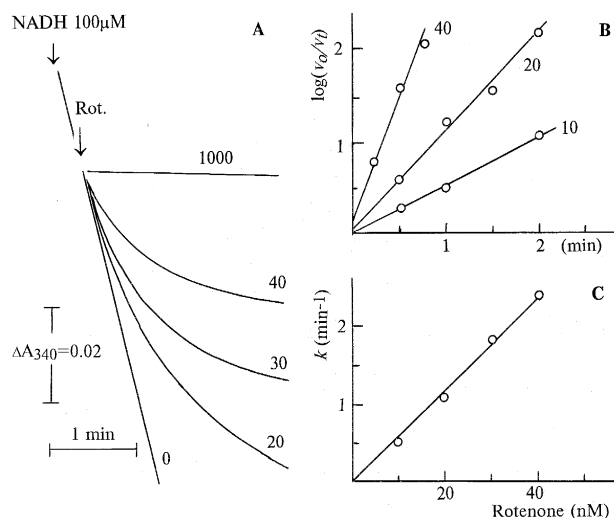 NADH 100μM
A
Rot.
1000
40
30
20
0
ΔA340=0.02
1 min
B
log(vo/vt)
2
1
40
20
10
1
2
(min)
C
k (min-1)
2
1
20
40
Rotenone (nM)